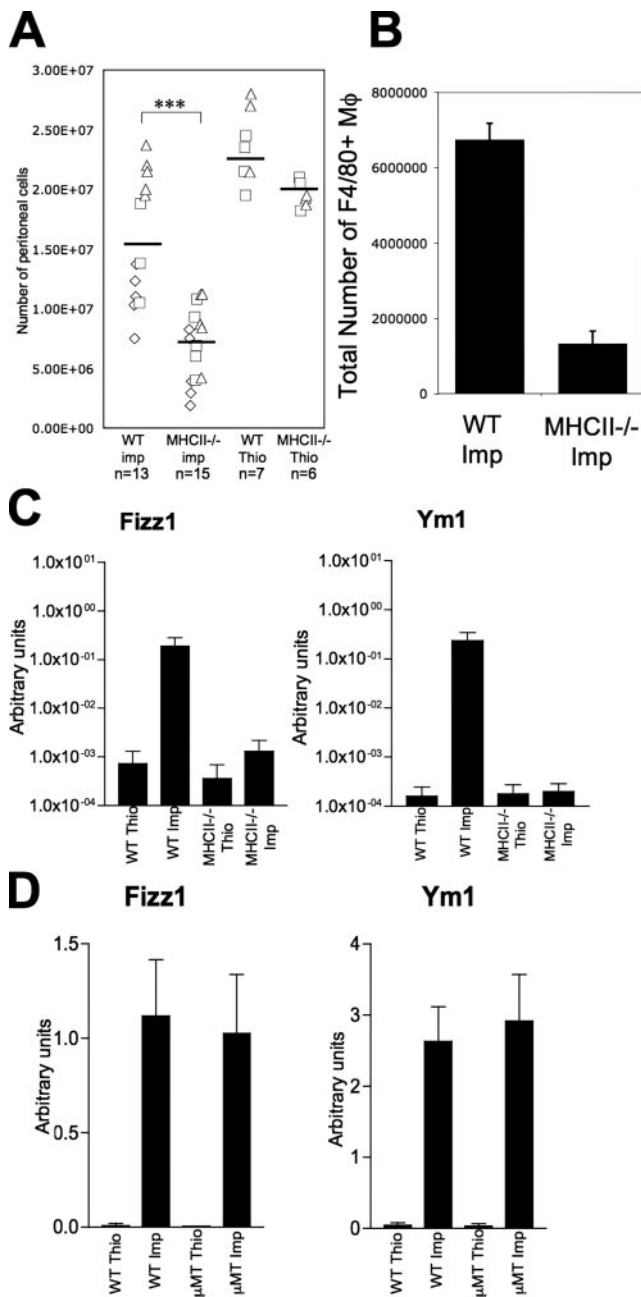 A
3.00E+07
2.50E+07
2.00E+07
1.50E+07
1.00E+07
5.00E+06
0.00E+00
Number of peritoneal cells
***
WT imp n=13
MHCII-/- imp n=15
WT Thio n=7
MHCII-/- Thio n=6
B
Total Number of F4/80+ Mϕ
8000000
6000000
4000000
2000000
0
WT Imp
MHCII-/- Imp
C
Fizz1
Arbitrary units
1.0x10⁰¹
1.0x10⁰⁰
1.0x10⁻⁰¹
1.0x10⁻⁰²
1.0x10⁻⁰³
1.0x10⁻⁰⁴
WT Thio
WT Imp
MHCII-/- Thio
MHCII-/- Imp
Ym1
Arbitrary units
1.0x10⁰¹
1.0x10⁰⁰
1.0x10⁻⁰¹
1.0x10⁻⁰²
1.0x10⁻⁰³
1.0x10⁻⁰⁴
WT Thio
WT Imp
MHCII-/- Thio
MHCII-/- Imp
D
Fizz1
Arbitrary units
1.5
1.0
0.5
0.0
WT Thio
WT Imp
µMT Thio
µMT Imp
Ym1
Arbitrary units
4
3
2
1
0
WT Thio
WT Imp
µMT Thio
µMT Imp